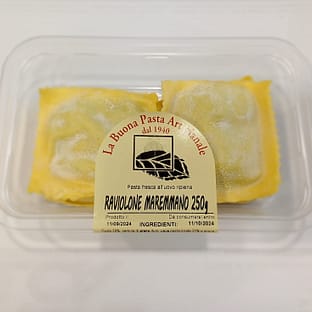 La Buona Pasta Artigianale
dal 1940
Pasta fresca all'uovo ripiena
RAVIOLONE MAREMMANO 250g
Prodotto il Da consumarsi entro
11/09/2024 INGREDIENTI: 11/10/2024